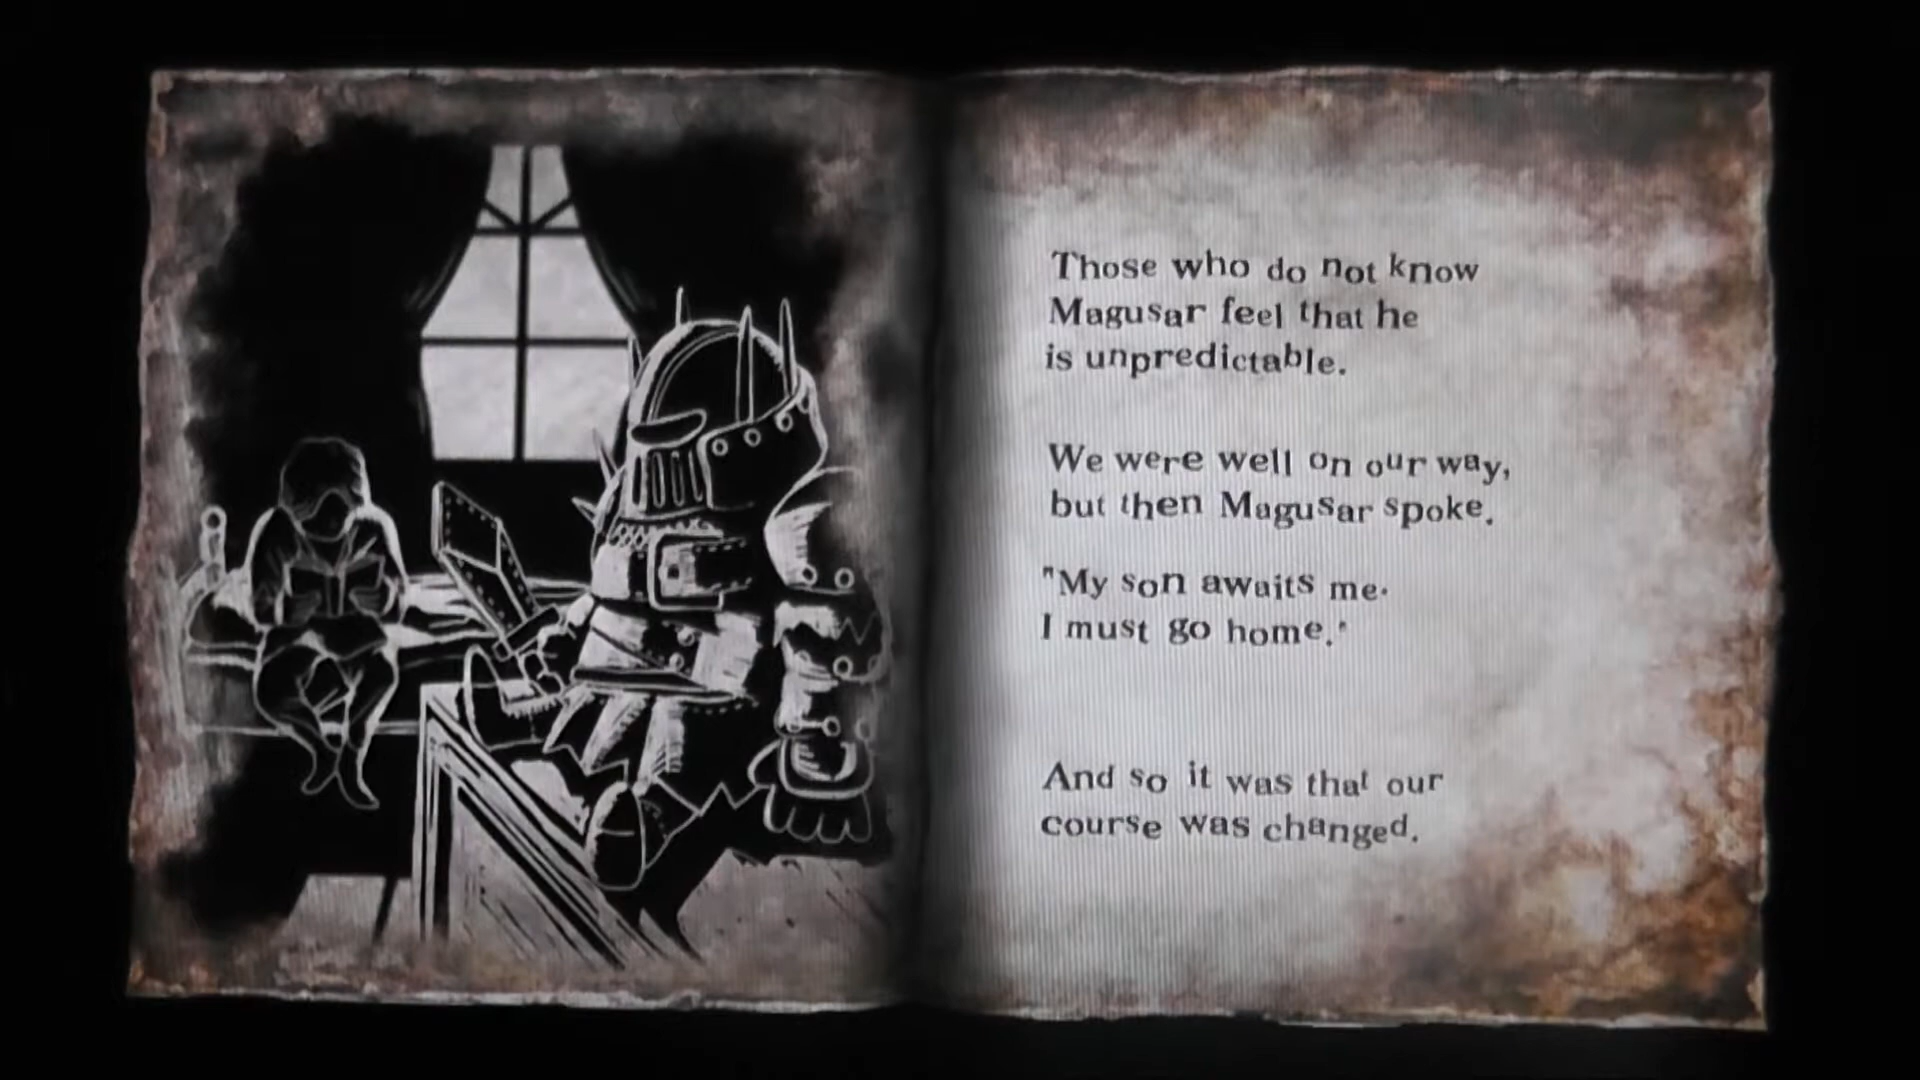 Those who do not know
Magusar feel that he
is unpredictable.
We were well on our way,
but then Magusar spoke.
"My son awaits me.
I must go home."
And so it was that our
course was changed.